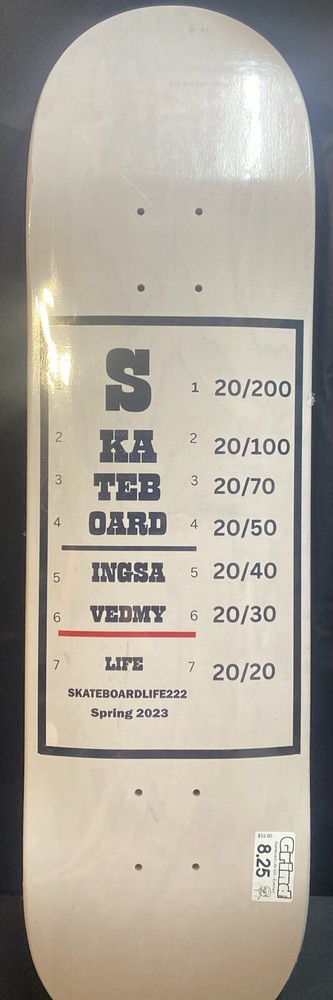 S 1 20/200
2 KA 2 20/100
3 TEB 3 20/70
4 OARD 4 20/50
5 INGSA 5 20/40
6 VEDMY 6 20/30
7 LIFE 7 20/20
SKATEBOARDLIFE222
Spring 2023
Grind
8.25